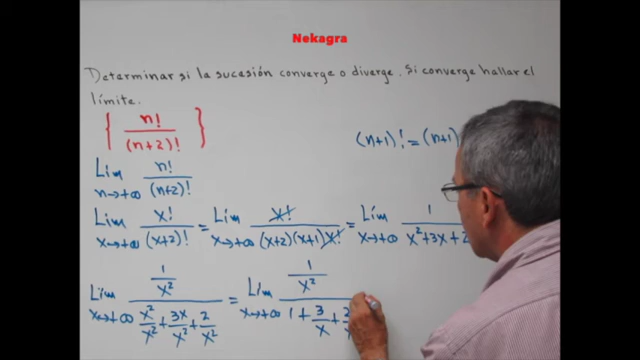 Nekagra
Determinar si la sucesión converge o diverge. Si converge hallar el
límite.
{ n! / (n+2)! }
(n+1)! = (n+1)
Lim n→+∞ n! / (n+2)!
Lim x→+∞ x! / (x+2)! = Lim x→+∞ x! / (x+2)(x+1)x! = Lim x→+∞ 1 / x²+3x+2
Lim x→+∞ 1/x² / x²/x² + 3x/x² + 2/x² = Lim x→+∞ 1/x² / 1 + 3/x +